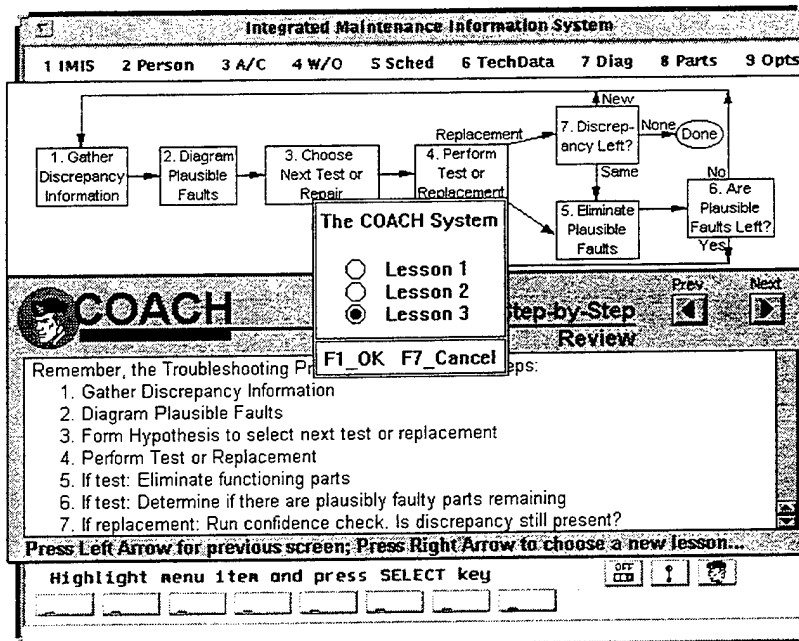 Integrated Maintenance Information System
1 IMIS 2 Person 3 A/C 4 W/O 5 Sched 6 TechData 7 Diag 8 Parts 9 Opts
New
Replacement
7. Discrep-
ancy Left?
None
Done
1. Gather
Discrepancy
Information
2. Diagram
Plausible
Faults
3. Choose
Next Test or
Repair
4. Perform
Test or
Replacement
Same
No
5. Eliminate
Plausible
Faults
6. Are
Plausible
Faults Left?
Yes
The COACH System
Lesson 1
Lesson 2
Lesson 3
F1_OK F7_Cancel
COACH
Step-by-Step
Review
Prev
Next
Remember, the Troubleshooting Pr eps:
1. Gather Discrepancy Information
2. Diagram Plausible Faults
3. Form Hypothesis to select next test or replacement
4. Perform Test or Replacement
5. If test: Eliminate functioning parts
6. If test: Determine if there are plausibly faulty parts remaining
7. If replacement: Run confidence check. Is discrepancy still present?
Press Left Arrow for previous screen; Press Right Arrow to choose a new lesson...
Highlight menu item and press SELECT key
OFF